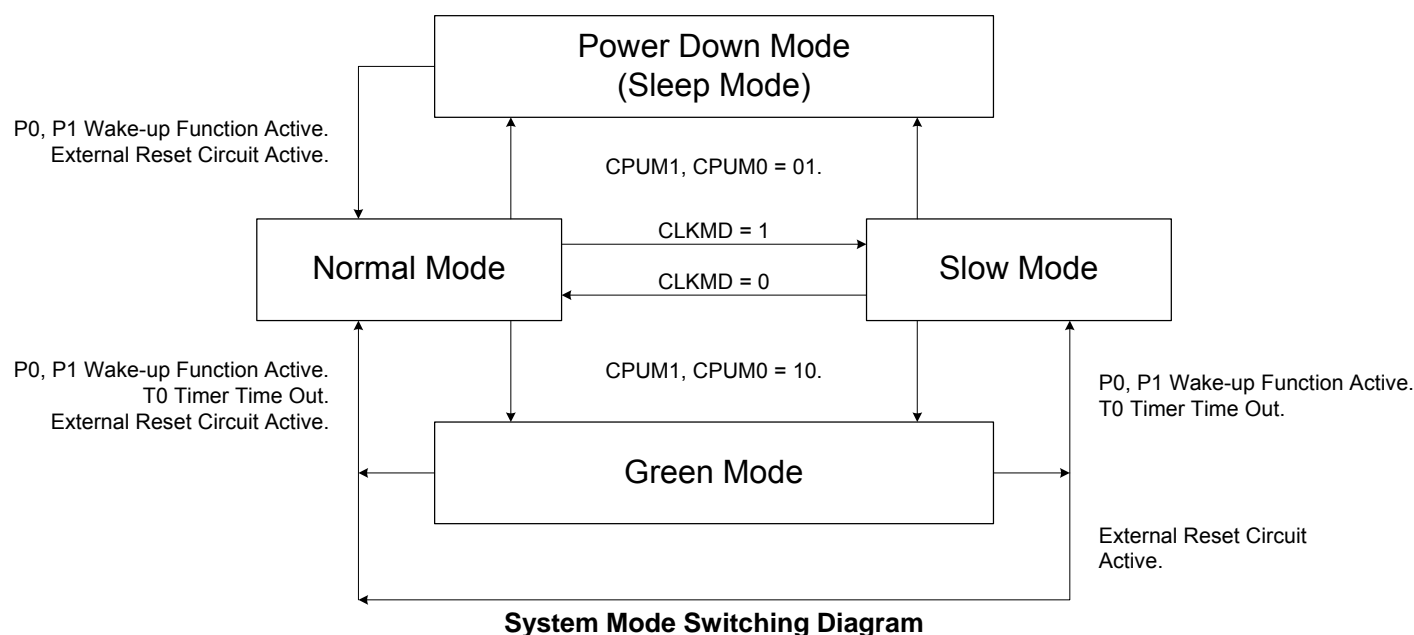 Power Down Mode
(Sleep Mode)
P0, P1 Wake-up Function Active.
External Reset Circuit Active.
CPUM1, CPUM0 = 01.
CLKMD = 1
Normal Mode
Slow Mode
CLKMD = 0
P0, P1 Wake-up Function Active.
T0 Timer Time Out.
External Reset Circuit Active.
CPUM1, CPUM0 = 10.
P0, P1 Wake-up Function Active.
T0 Timer Time Out.
Green Mode
External Reset Circuit
Active.
System Mode Switching Diagram